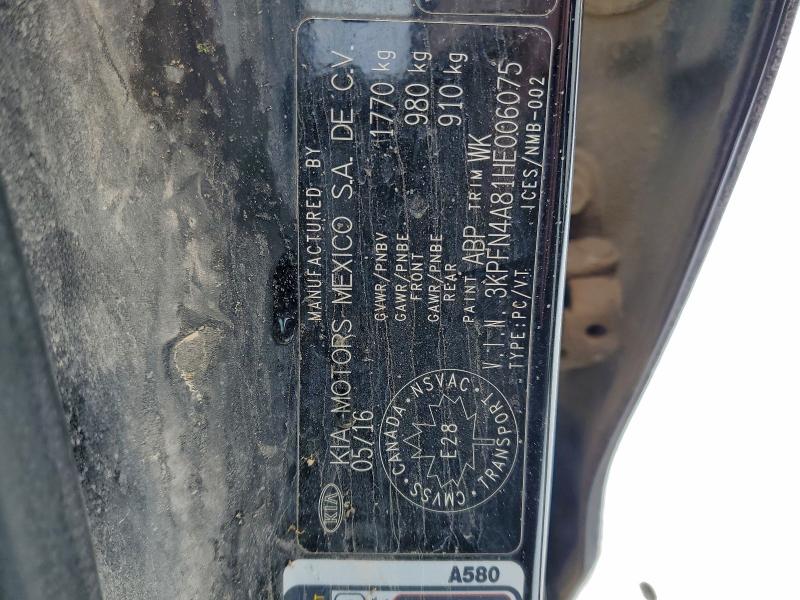 KIA
MANUFACTURED BY
KIA MOTORS MEXICO S.A. DE C.V
05/16
GVWR/PNBV 1770 kg
GAWR/PNBE FRONT 980 kg
GAWR/PNBE REAR 910 kg
PAINT ABP TRIM WK
V.I.N. 3KPFN4A81HE006075
TYPE:PC/V.T. ICES/NMB-002
CANADA • NSVAC • TRANSPORT • CMVSS •
E28
A580